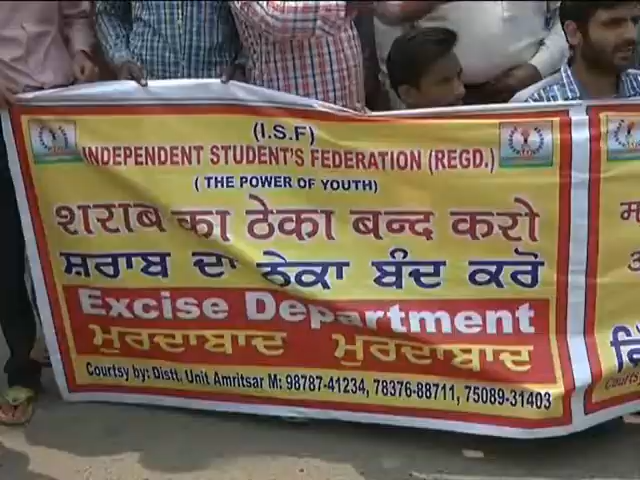 (I.S.F)
INDEPENDENT STUDENT'S FEDERATION (REGD.)
( THE POWER OF YOUTH)
शराब का ठेका बन्द करो
ਸ਼ਰਾਬ ਦਾ ਠੇਕਾ ਬੰਦ ਕਰੋ
Excise Department
ਮੁਰਦਾਬਾਦ ਮੁਰਦਾਬਾਦ
Courtsy by: Distt. Unit Amritsar M: 98787-41234, 78376-88711, 75089-31403
Courtsy